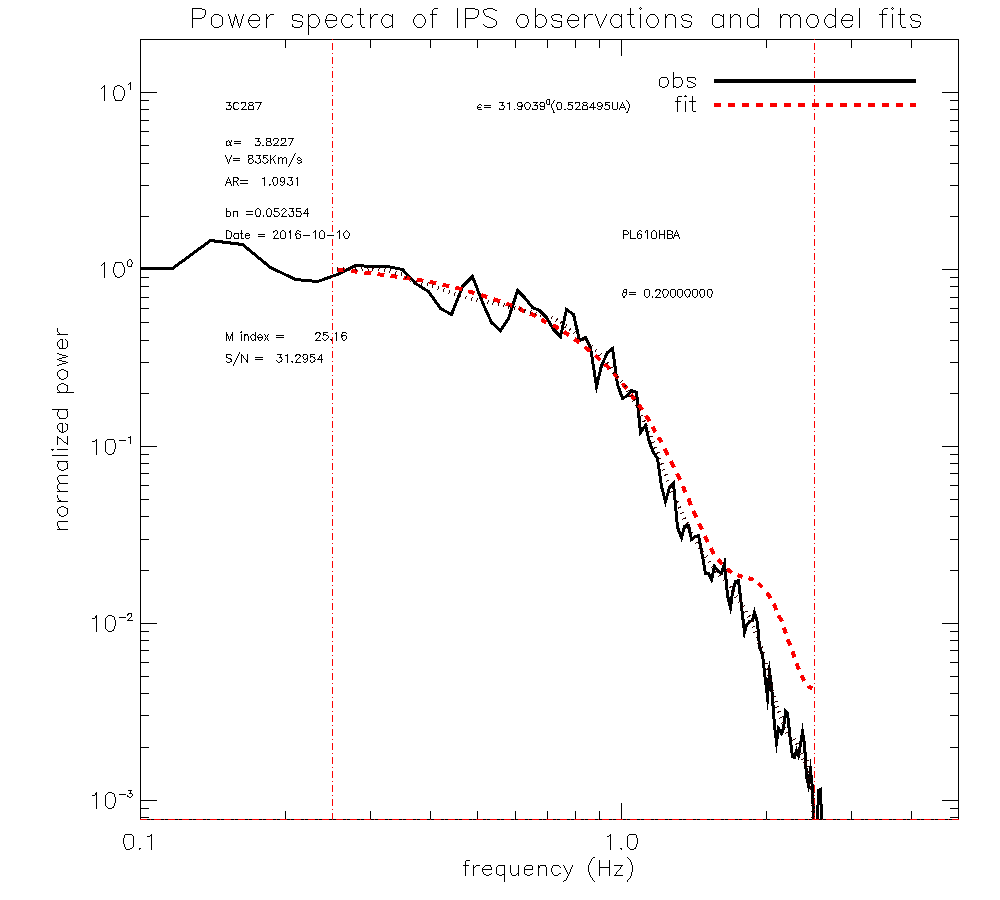 Power spectra of IPS observations and model fits
obs
fit
3C287
ϵ= 31.9039⁰(0.528495UA)
α= 3.8227
V= 835Km/s
AR= 1.0931
bn =0.052354
Date = 2016-10-10
PL610HBA
θ= 0.20000000
M index = 25.16
S/N = 31.2954
10¹
10⁰
10⁻¹
10⁻²
10⁻³
normalized power
0.1
1.0
frequency (Hz)